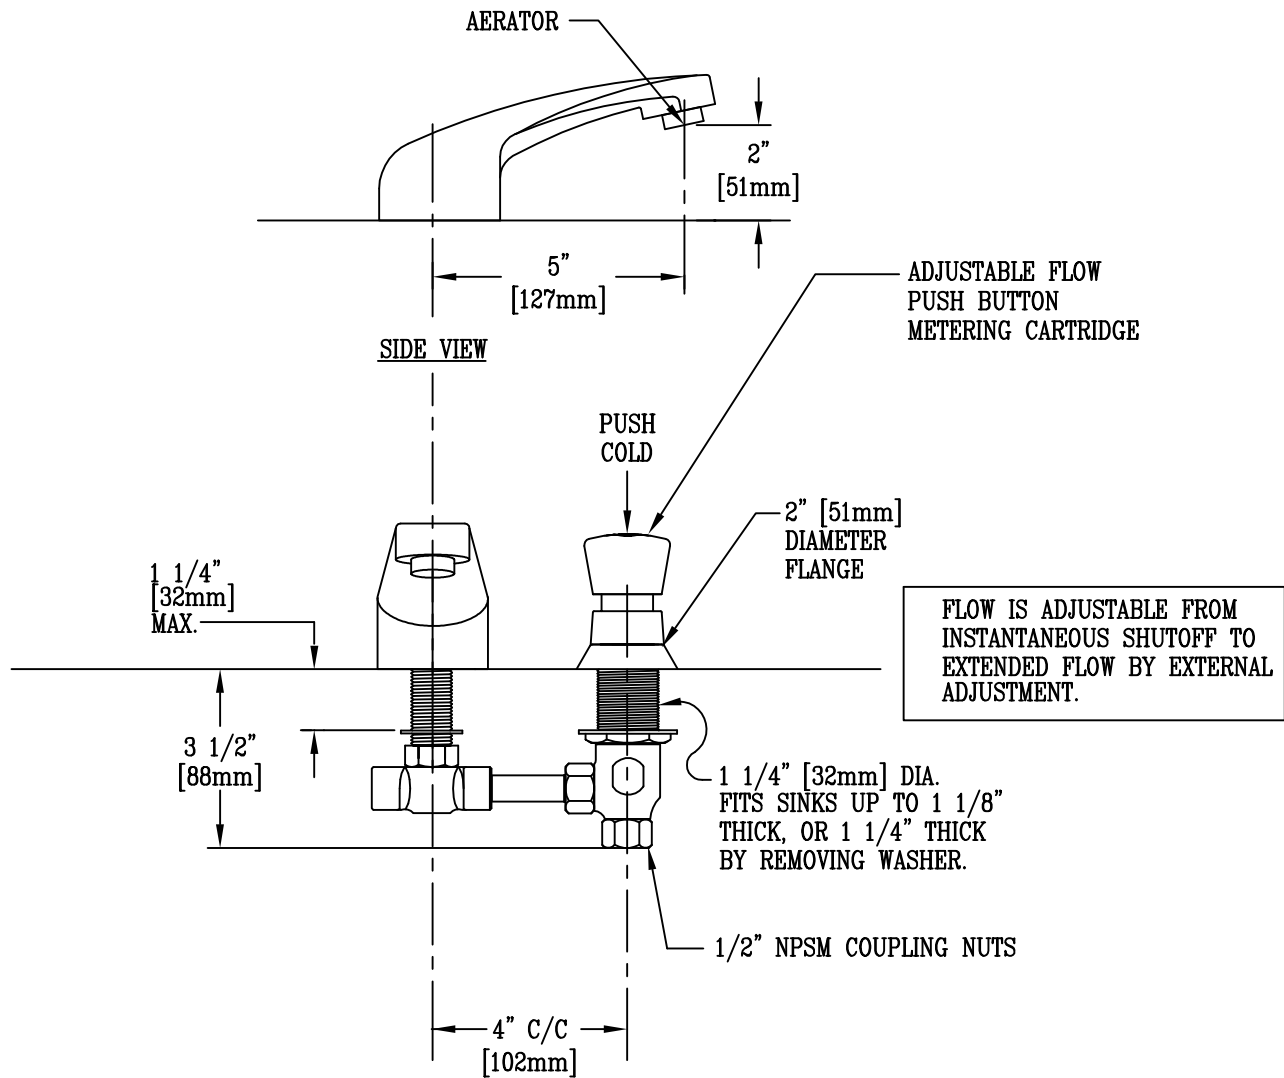 AERATOR
2"
[51mm]
5"
[127mm]
ADJUSTABLE FLOW
PUSH BUTTON
METERING CARTRIDGE
SIDE VIEW
PUSH
COLD
2" [51mm]
DIAMETER
FLANGE
1 1/4"
[32mm]
MAX.
FLOW IS ADJUSTABLE FROM
INSTANTANEOUS SHUTOFF TO
EXTENDED FLOW BY EXTERNAL
ADJUSTMENT.
3 1/2"
[88mm]
1 1/4" [32mm] DIA.
FITS SINKS UP TO 1 1/8"
THICK, OR 1 1/4" THICK
BY REMOVING WASHER.
1/2" NPSM COUPLING NUTS
4" C/C
[102mm]